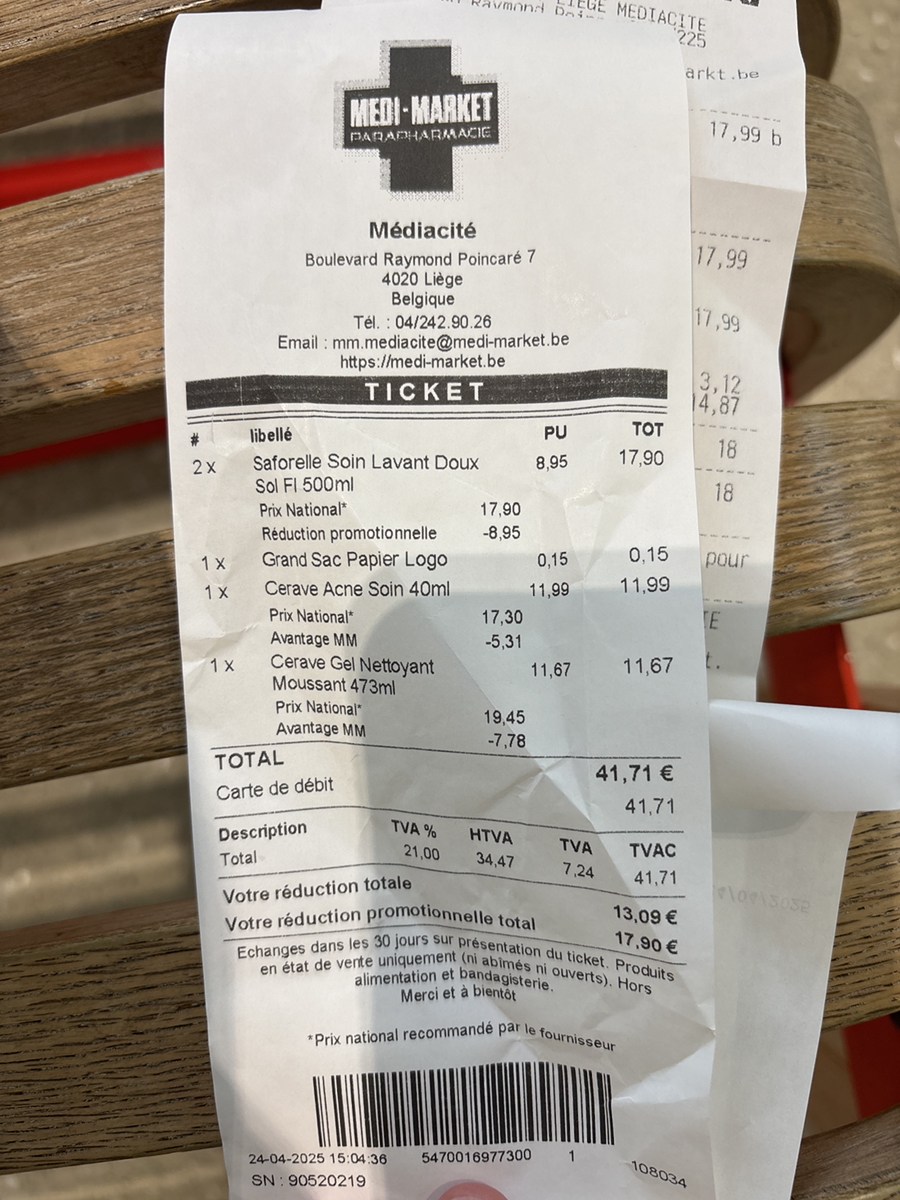 MEDI-MARKET
PARAPHARMACIE
Médiacité
Boulevard Raymond Poincaré 7
4020 Liège
Belgique
Tél. : 04/242.90.26
Email : mm.mediacite@medi-market.be
https://medi-market.be
TICKET
# libellé PU TOT
2 x Saforelle Soin Lavant Doux 8,95 17,90
Sol Fl 500ml
Prix National* 17,90
Réduction promotionnelle -8,95
1 x Grand Sac Papier Logo 0,15 0,15
1 x Cerave Acne Soin 40ml 11,99 11,99
Prix National* 17,30
Avantage MM -5,31
1 x Cerave Gel Nettoyant 11,67 11,67
Moussant 473ml
Prix National* 19,45
Avantage MM -7,78
TOTAL 41,71 €
Carte de débit 41,71
Description TVA % HTVA TVA TVAC
Total 21,00 34,47 7,24 41,71
Votre réduction totale 13,09 €
Votre réduction promotionnelle total 17,90 €
Echanges dans les 30 jours sur présentation du ticket. Produits
en état de vente uniquement (ni abimés ni ouverts). Hors
alimentation et bandagisterie.
Merci et à bientôt
*Prix national recommandé par le fournisseur
24-04-2025 15:04:36 5470016977300 1 108034
SN : 90520219
LIEGE MEDIACITE
Raymond
225
arkt.be
17,99 b
17,99
17,99
3,12
14,87
18
18
pour
TE
t.